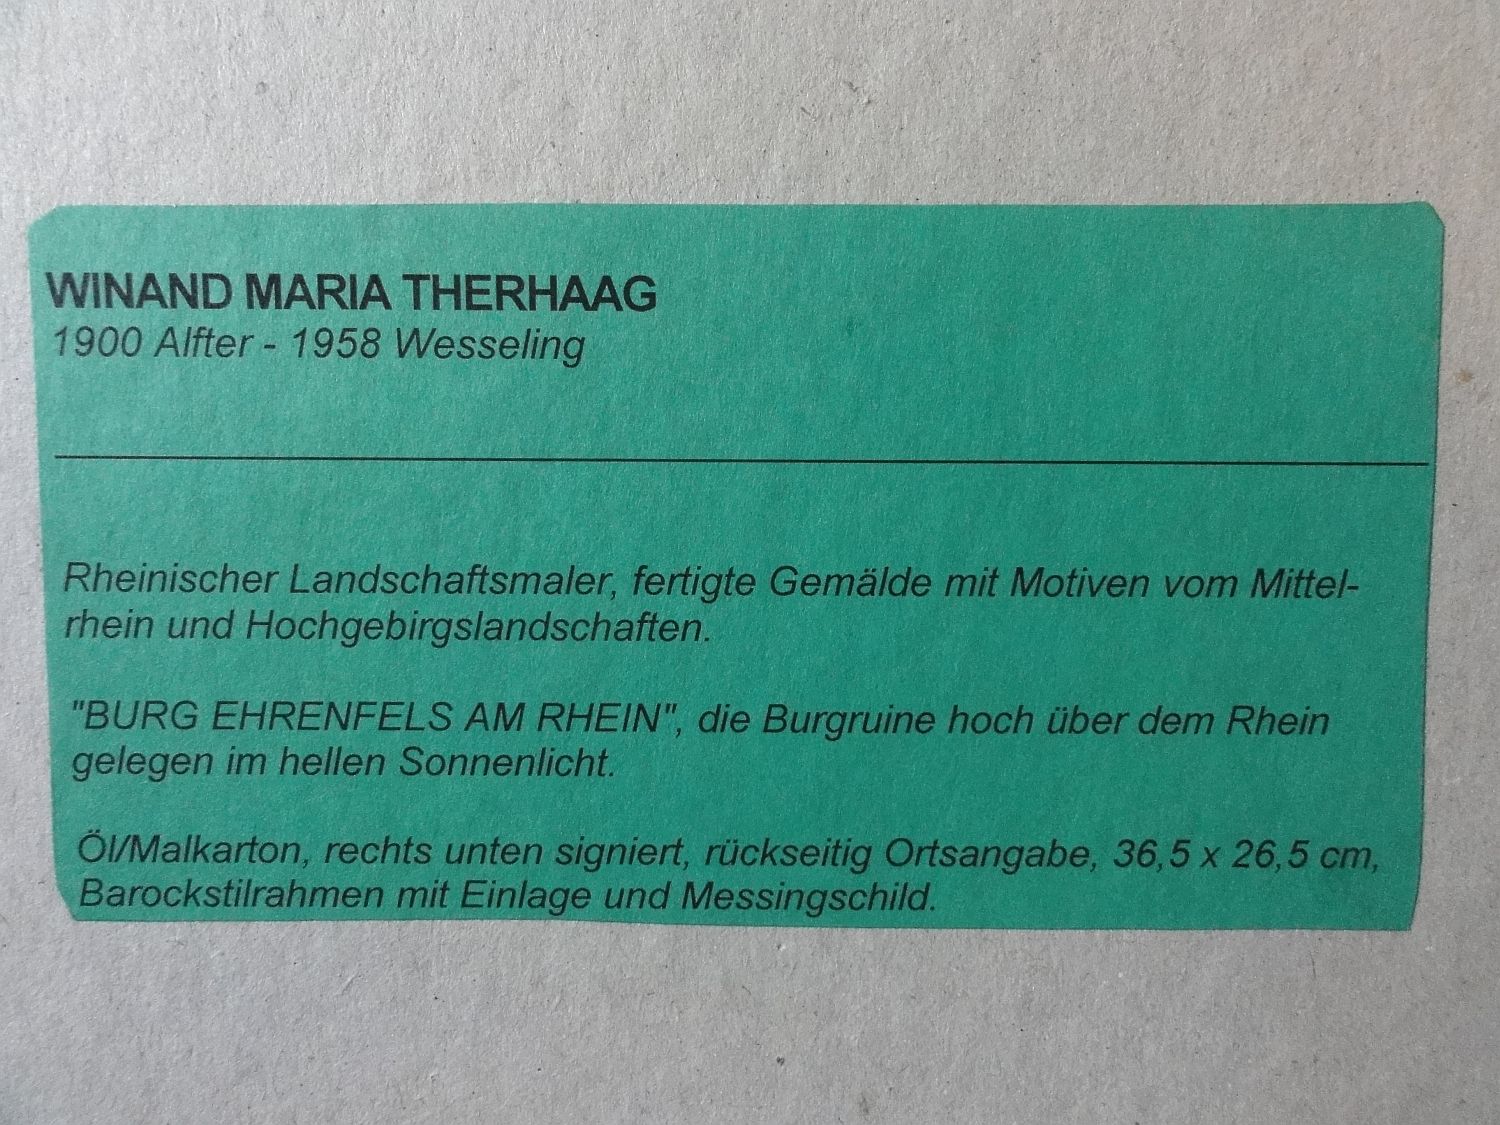 WINAND MARIA THERHAAG
1900 Alfter - 1958 Wesseling
Rheinischer Landschaftsmaler, fertigte Gemälde mit Motiven vom Mittel-
rhein und Hochgebirgslandschaften.
"BURG EHRENFELS AM RHEIN", die Burgruine hoch über dem Rhein
gelegen im hellen Sonnenlicht.
Öl/Malkarton, rechts unten signiert, rückseitig Ortsangabe, 36,5 x 26,5 cm,
Barockstilrahmen mit Einlage und Messingschild.